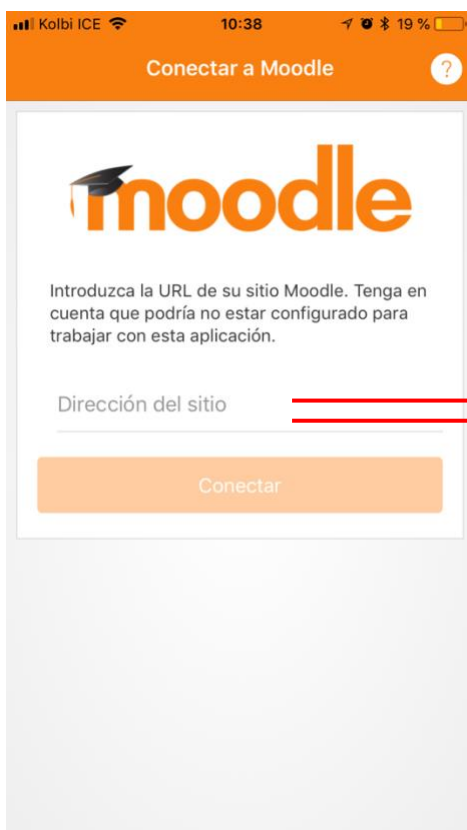 Kolbi ICE 10:38 19 %
Conectar a Moodle ?
moodle
Introduzca la URL de su sitio Moodle. Tenga en
cuenta que podría no estar configurado para
trabajar con esta aplicación.
Dirección del sitio
Conectar